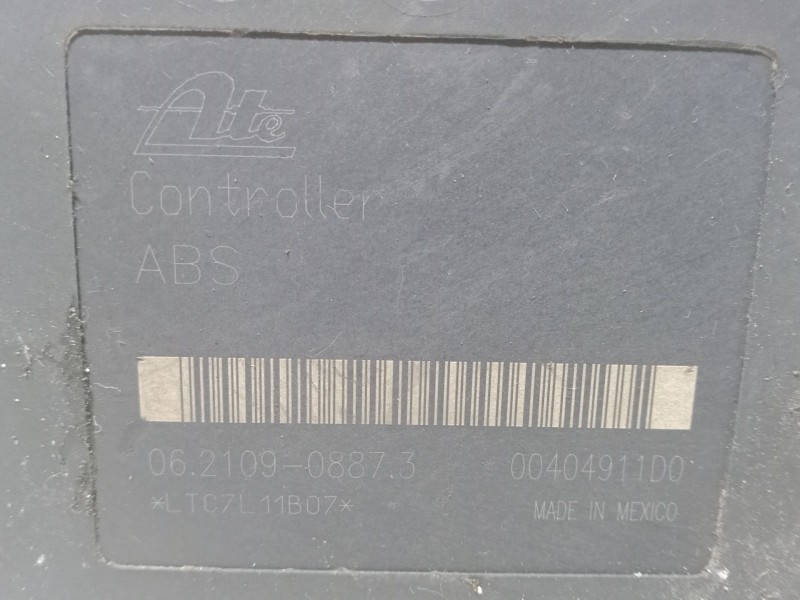 Ate
Controller
ABS
06.2109-0887.3 00404911D0
*LTC7L11B07* MADE IN MEXICO